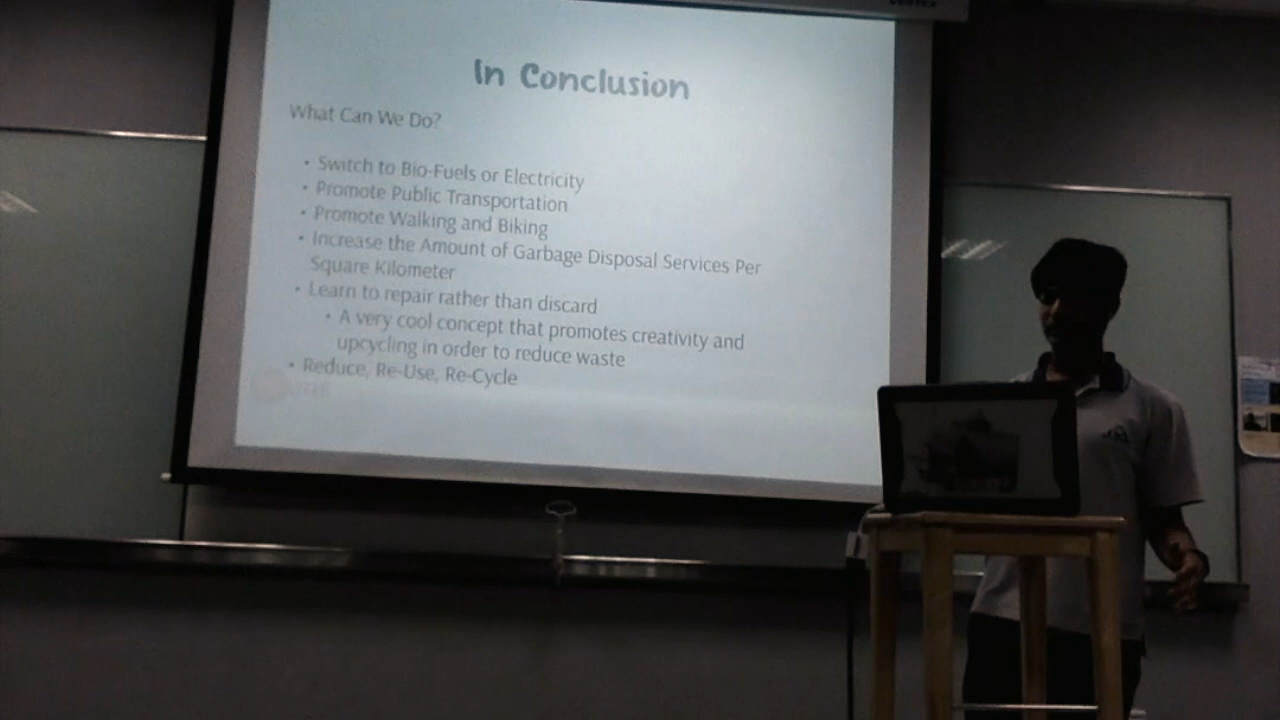 In Conclusion
What Can We Do?
• Switch to Bio-Fuels or Electricity
• Promote Public Transportation
• Promote Walking and Biking
• Increase the Amount of Garbage Disposal Services Per
Square Kilometer
• Learn to repair rather than discard
• A very cool concept that promotes creativity and
upcycling in order to reduce waste
• Reduce, Re-Use, Re-Cycle